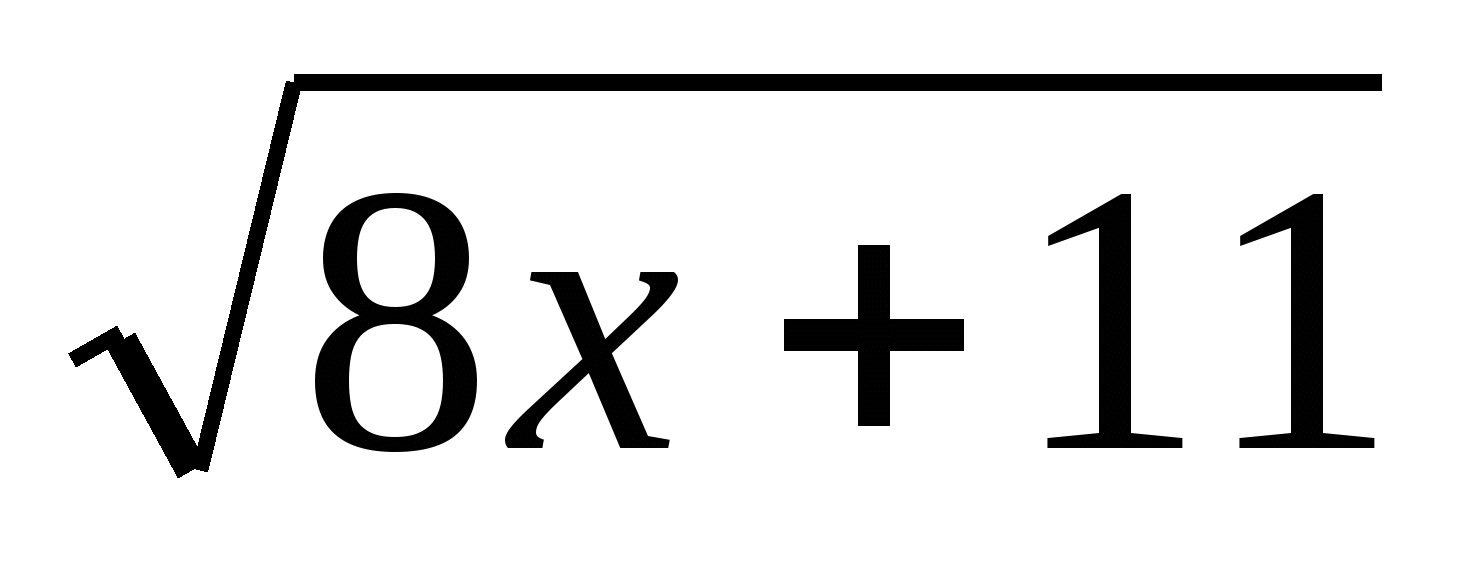 √8x + 11